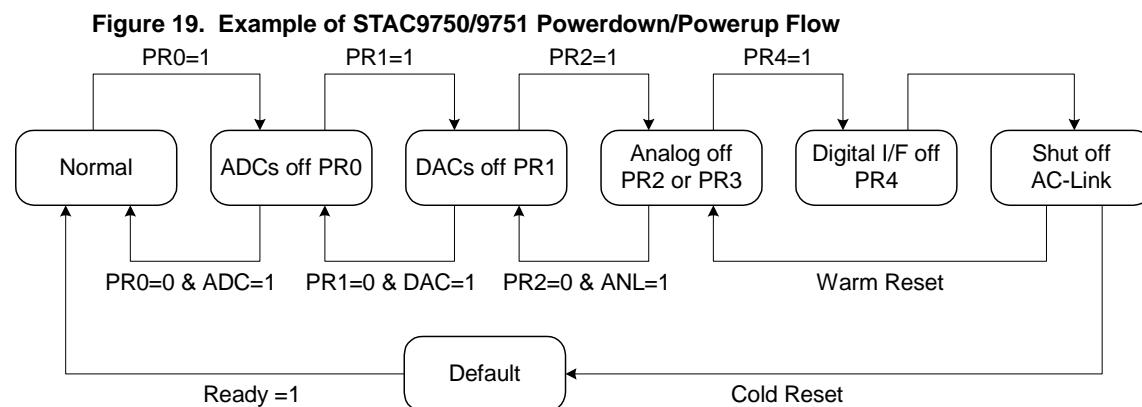 Figure 19. Example of STAC9750/9751 Powerdown/Powerup Flow
PR0=1
PR1=1
PR2=1
PR4=1
Normal
ADCs off PR0
DACs off PR1
Analog off
PR2 or PR3
Digital I/F off
PR4
Shut off
AC-Link
PR0=0 & ADC=1
PR1=0 & DAC=1
PR2=0 & ANL=1
Warm Reset
Default
Ready =1
Cold Reset